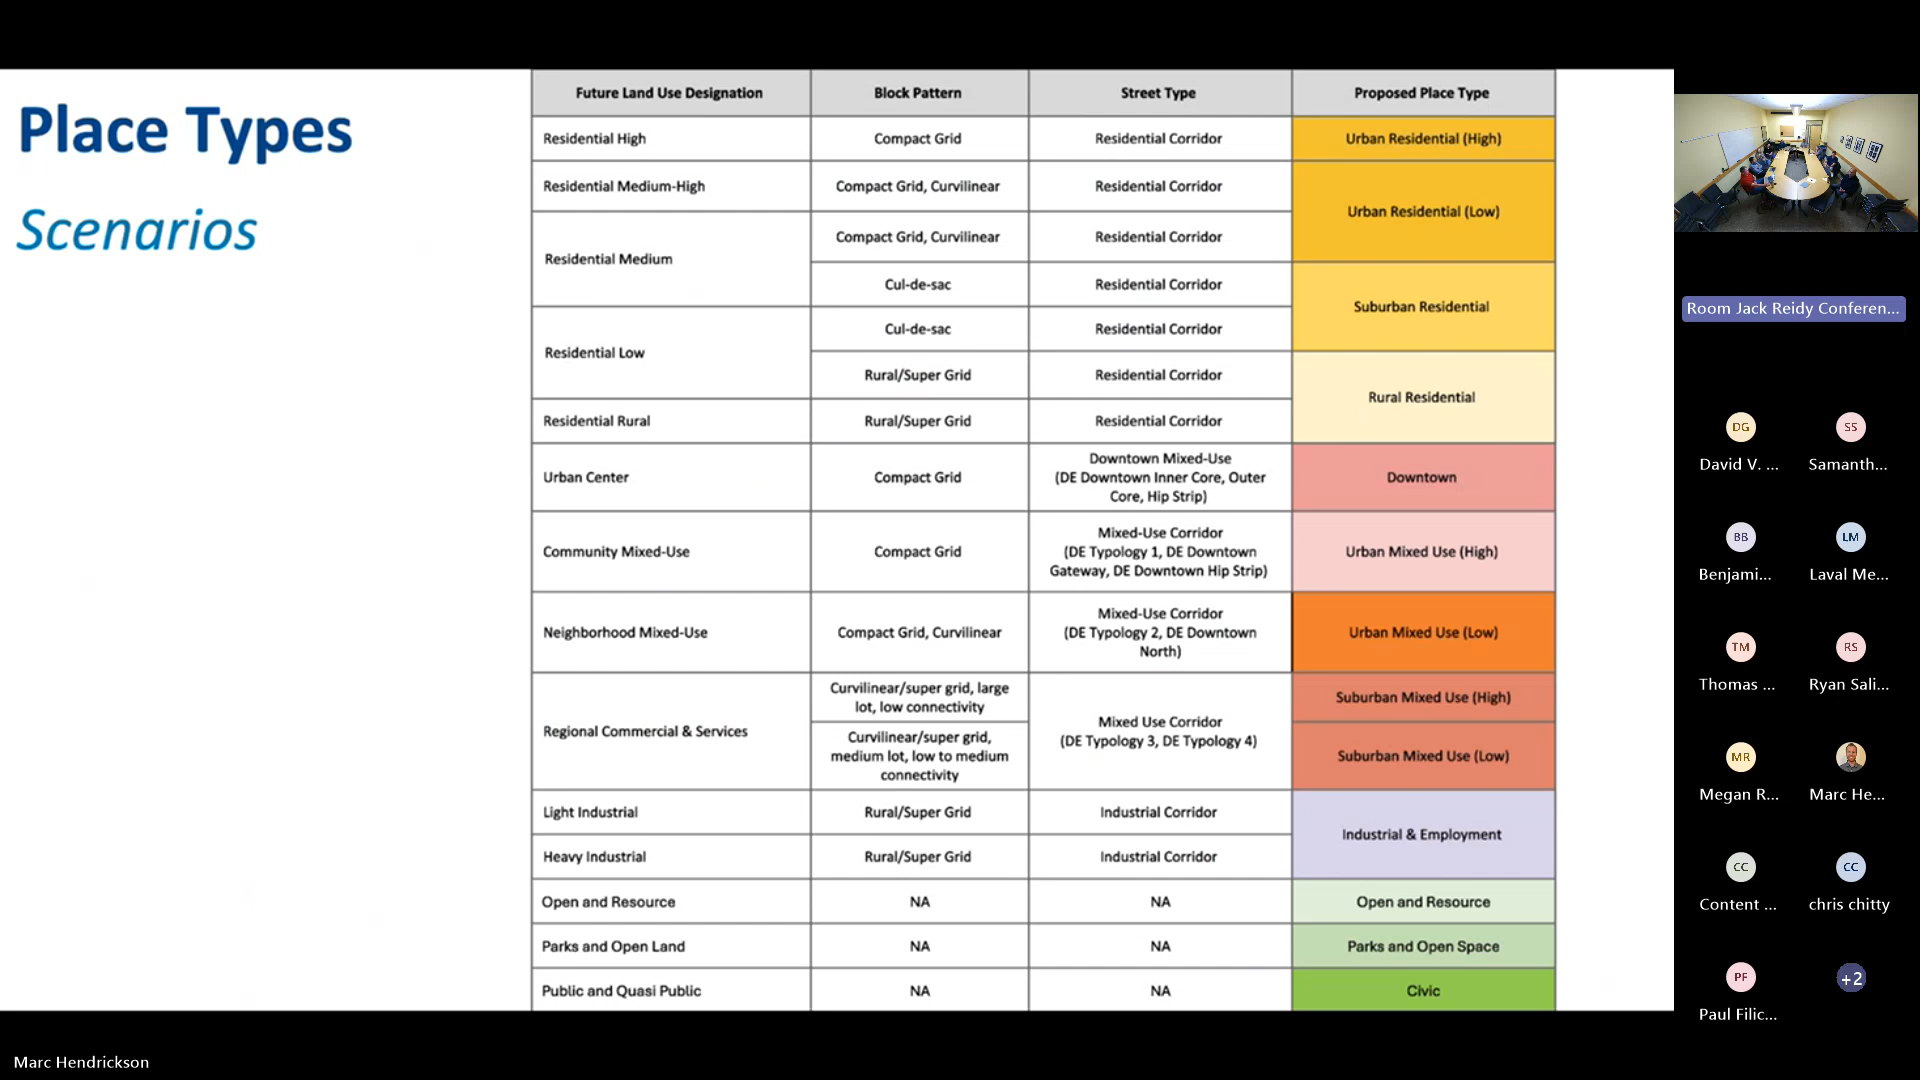 Place Types
Scenarios
Future Land Use Designation
Block Pattern
Street Type
Proposed Place Type
Residential High
Compact Grid
Residential Corridor
Urban Residential (High)
Residential Medium-High
Compact Grid, Curvilinear
Residential Corridor
Urban Residential (Low)
Residential Medium
Compact Grid, Curvilinear
Residential Corridor
Cul-de-sac
Residential Corridor
Suburban Residential
Residential Low
Cul-de-sac
Residential Corridor
Rural/Super Grid
Residential Corridor
Rural Residential
Residential Rural
Rural/Super Grid
Residential Corridor
Urban Center
Compact Grid
Downtown Mixed-Use
(DE Downtown Inner Core, Outer
Core, Hip Strip)
Downtown
Community Mixed-Use
Compact Grid
Mixed-Use Corridor
(DE Typology 1, DE Downtown
Gateway, DE Downtown Hip Strip)
Urban Mixed Use (High)
Neighborhood Mixed-Use
Compact Grid, Curvilinear
Mixed-Use Corridor
(DE Typology 2, DE Downtown
North)
Urban Mixed Use (Low)
Regional Commercial & Services
Curvilinear/super grid, large
lot, low connectivity
Curvilinear/super grid,
medium lot, low to medium
connectivity
Mixed Use Corridor
(DE Typology 3, DE Typology 4)
Suburban Mixed Use (High)
Suburban Mixed Use (Low)
Light Industrial
Rural/Super Grid
Industrial Corridor
Industrial & Employment
Heavy Industrial
Rural/Super Grid
Industrial Corridor
Open and Resource
NA
NA
Open and Resource
Parks and Open Land
NA
NA
Parks and Open Space
Public and Quasi Public
NA
NA
Civic
Room Jack Reidy Conferen...
DG
David V. ...
SS
Samanth...
BB
Benjami...
LM
Laval Me...
TM
Thomas ...
RS
Ryan Sali...
MR
Megan R...
Marc He...
CC
Content ...
CC
chris chitty
PF
Paul Filic...
+2
Marc Hendrickson